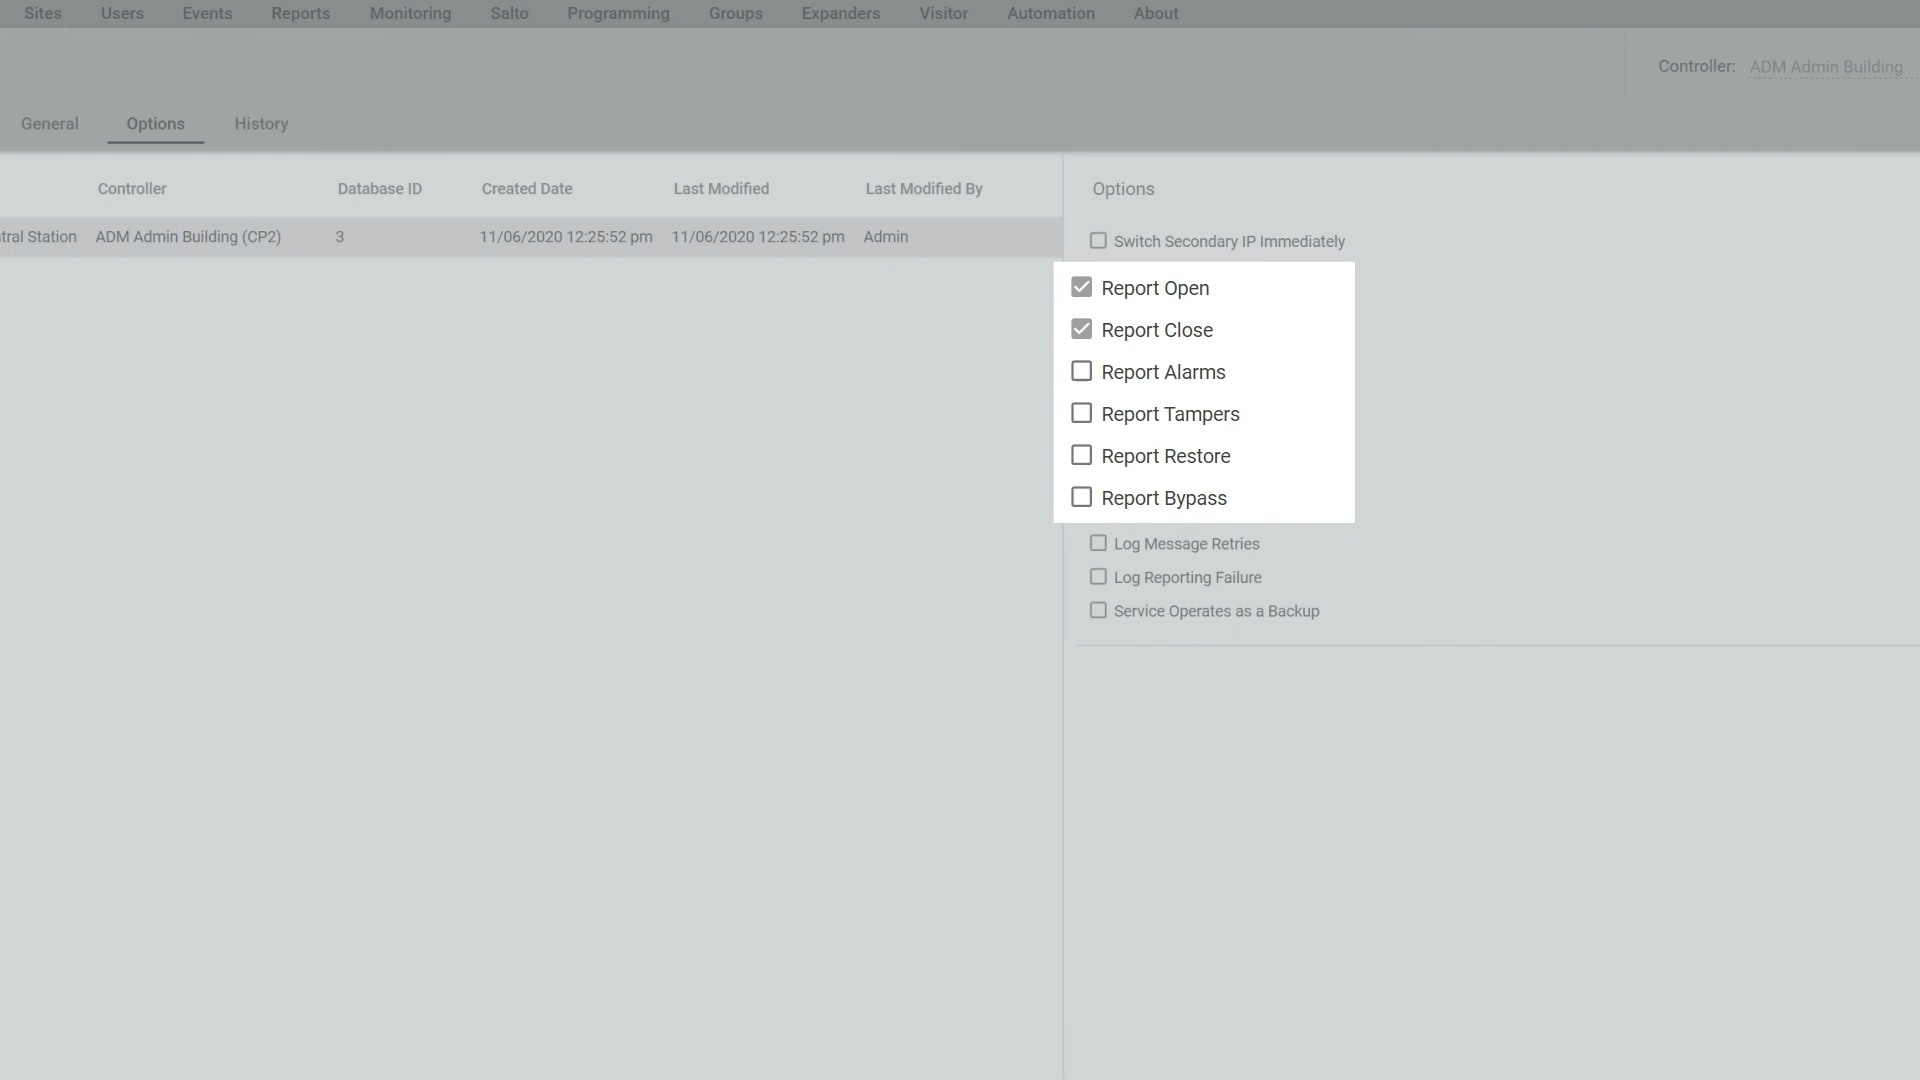 Sites Users Events Reports Monitoring Salto Programming Groups Expanders Visitor Automation About
Controller: ADM Admin Building
General Options History
Controller Database ID Created Date Last Modified Last Modified By
tral Station ADM Admin Building (CP2) 3 11/06/2020 12:25:52 pm 11/06/2020 12:25:52 pm Admin
Options
Switch Secondary IP Immediately
Report Open
Report Close
Report Alarms
Report Tampers
Report Restore
Report Bypass
Log Message Retries
Log Reporting Failure
Service Operates as a Backup